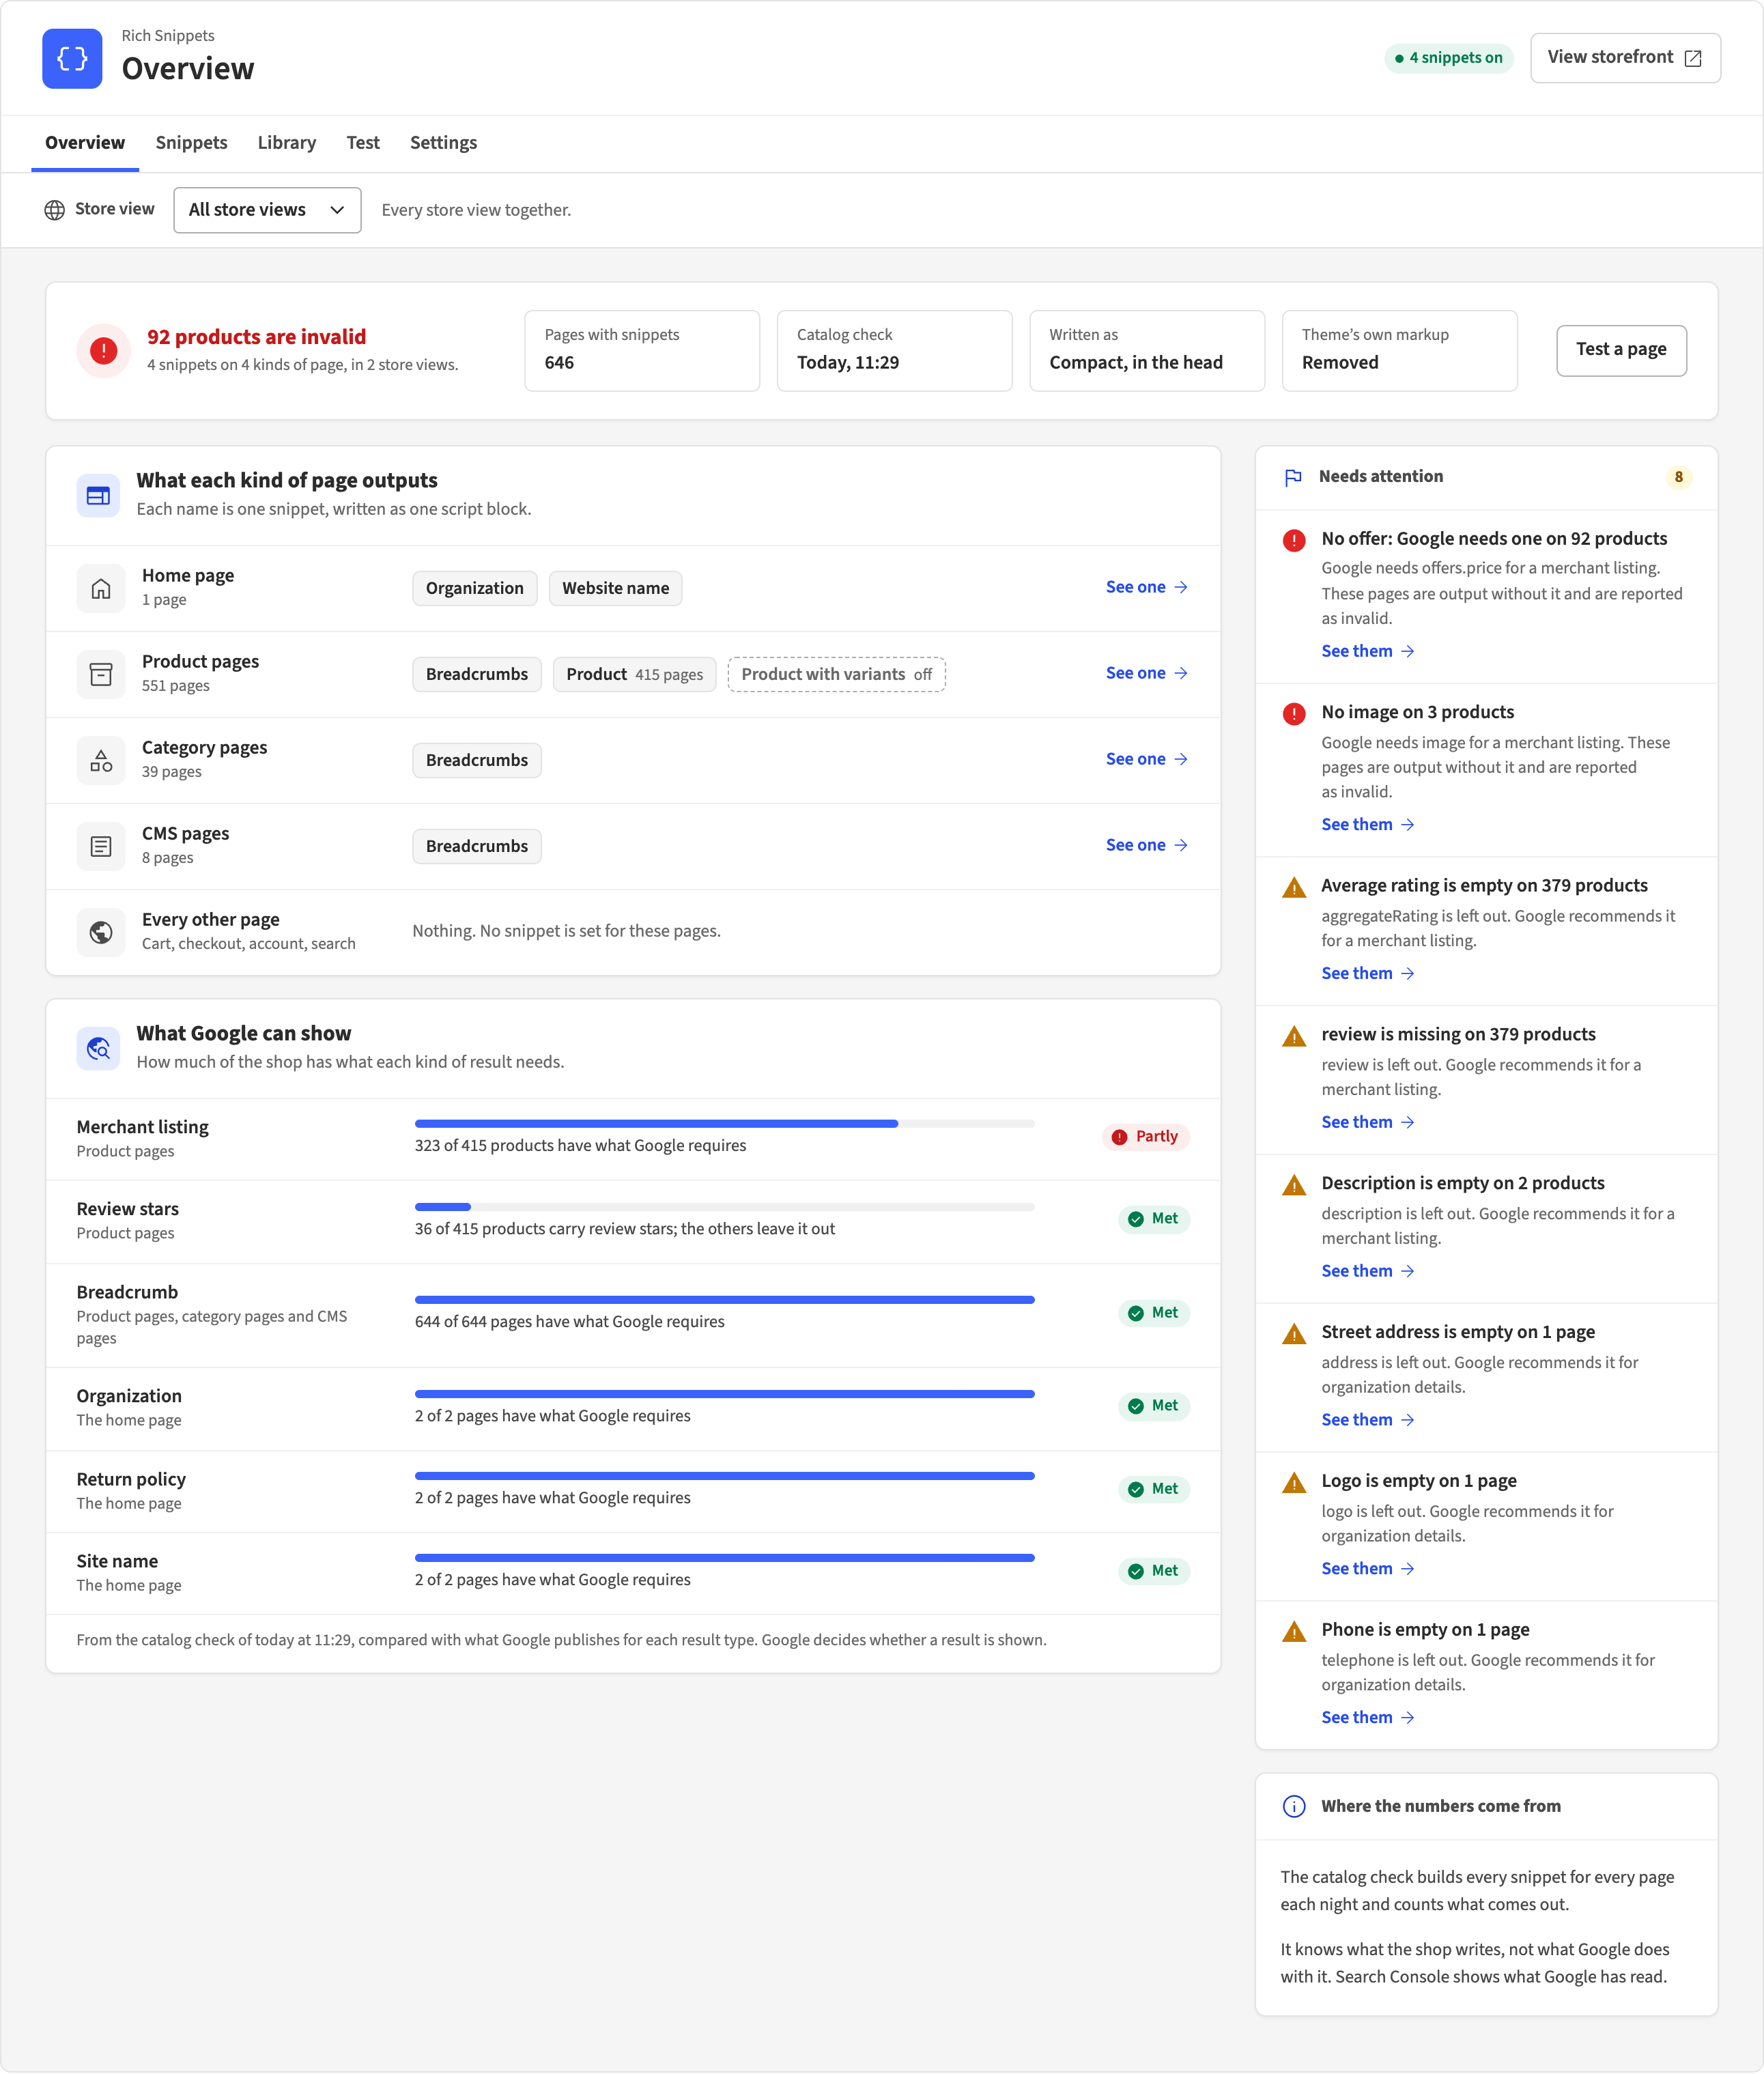 Rich Snippets
Overview
4 snippets on
View storefront
Overview
Snippets
Library
Test
Settings
Store view
All store views
Every store view together.
92 products are invalid
4 snippets on 4 kinds of page, in 2 store views.
Pages with snippets
646
Catalog check
Today, 11:29
Written as
Compact, in the head
Theme’s own markup
Removed
Test a page
What each kind of page outputs
Each name is one snippet, written as one script block.
Home page
1 page
Organization
Website name
See one
Product pages
551 pages
Breadcrumbs
Product 415 pages
Product with variants off
See one
Category pages
39 pages
Breadcrumbs
See one
CMS pages
8 pages
Breadcrumbs
See one
Every other page
Cart, checkout, account, search
Nothing. No snippet is set for these pages.
What Google can show
How much of the shop has what each kind of result needs.
Merchant listing
Product pages
323 of 415 products have what Google requires
Partly
Review stars
Product pages
36 of 415 products carry review stars; the others leave it out
Met
Breadcrumb
Product pages, category pages and CMS
pages
644 of 644 pages have what Google requires
Met
Organization
The home page
2 of 2 pages have what Google requires
Met
Return policy
The home page
2 of 2 pages have what Google requires
Met
Site name
The home page
2 of 2 pages have what Google requires
Met
From the catalog check of today at 11:29, compared with what Google publishes for each result type. Google decides whether a result is shown.
Needs attention
8
No offer: Google needs one on 92 products
Google needs offers.price for a merchant listing.
These pages are output without it and are reported
as invalid.
See them
No image on 3 products
Google needs image for a merchant listing. These
pages are output without it and are reported
as invalid.
See them
Average rating is empty on 379 products
aggregateRating is left out. Google recommends it
for a merchant listing.
See them
review is missing on 379 products
review is left out. Google recommends it for a
merchant listing.
See them
Description is empty on 2 products
description is left out. Google recommends it for a
merchant listing.
See them
Street address is empty on 1 page
address is left out. Google recommends it for
organization details.
See them
Logo is empty on 1 page
logo is left out. Google recommends it for
organization details.
See them
Phone is empty on 1 page
telephone is left out. Google recommends it for
organization details.
See them
Where the numbers come from
The catalog check builds every snippet for every page
each night and counts what comes out.
It knows what the shop writes, not what Google does
with it. Search Console shows what Google has read.